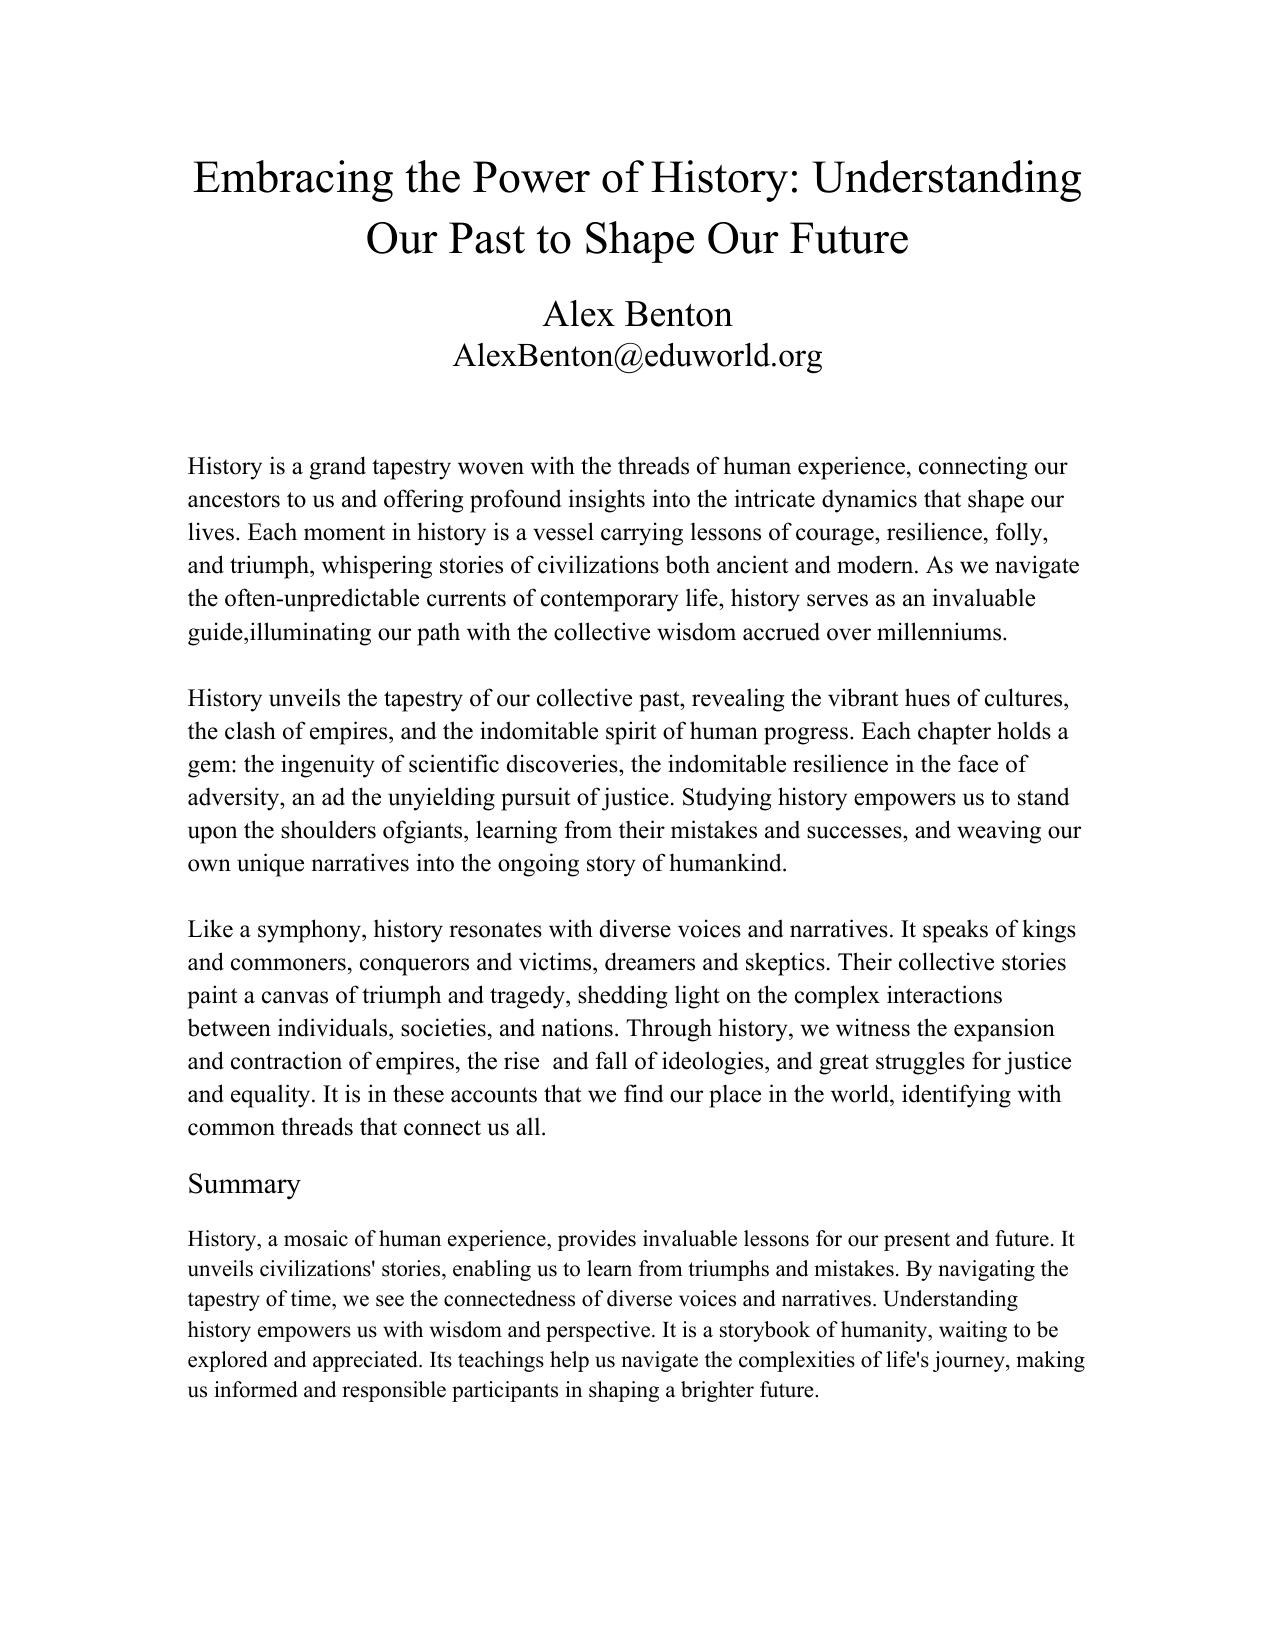 Embracing the Power of History: Understanding
Our Past to Shape Our Future
Alex Benton
AlexBenton@eduworld.org
History is a grand tapestry woven with the threads of human experience, connecting our
ancestors to us and offering profound insights into the intricate dynamics that shape our
lives. Each moment in history is a vessel carrying lessons of courage, resilience, folly,
and triumph, whispering stories of civilizations both ancient and modern. As we navigate
the often-unpredictable currents of contemporary life, history serves as an invaluable
guide,illuminating our path with the collective wisdom accrued over millenniums.
History unveils the tapestry of our collective past, revealing the vibrant hues of cultures,
the clash of empires, and the indomitable spirit of human progress. Each chapter holds a
gem: the ingenuity of scientific discoveries, the indomitable resilience in the face of
adversity, an ad the unyielding pursuit of justice. Studying history empowers us to stand
upon the shoulders ofgiants, learning from their mistakes and successes, and weaving our
own unique narratives into the ongoing story of humankind.
Like a symphony, history resonates with diverse voices and narratives. It speaks of kings
and commoners, conquerors and victims, dreamers and skeptics. Their collective stories
paint a canvas of triumph and tragedy, shedding light on the complex interactions
between individuals, societies, and nations. Through history, we witness the expansion
and contraction of empires, the rise  and fall of ideologies, and great struggles for justice
and equality. It is in these accounts that we find our place in the world, identifying with
common threads that connect us all.
Summary
History, a mosaic of human experience, provides invaluable lessons for our present and future. It
unveils civilizations' stories, enabling us to learn from triumphs and mistakes. By navigating the
tapestry of time, we see the connectedness of diverse voices and narratives. Understanding
history empowers us with wisdom and perspective. It is a storybook of humanity, waiting to be
explored and appreciated. Its teachings help us navigate the complexities of life's journey, making
us informed and responsible participants in shaping a brighter future.